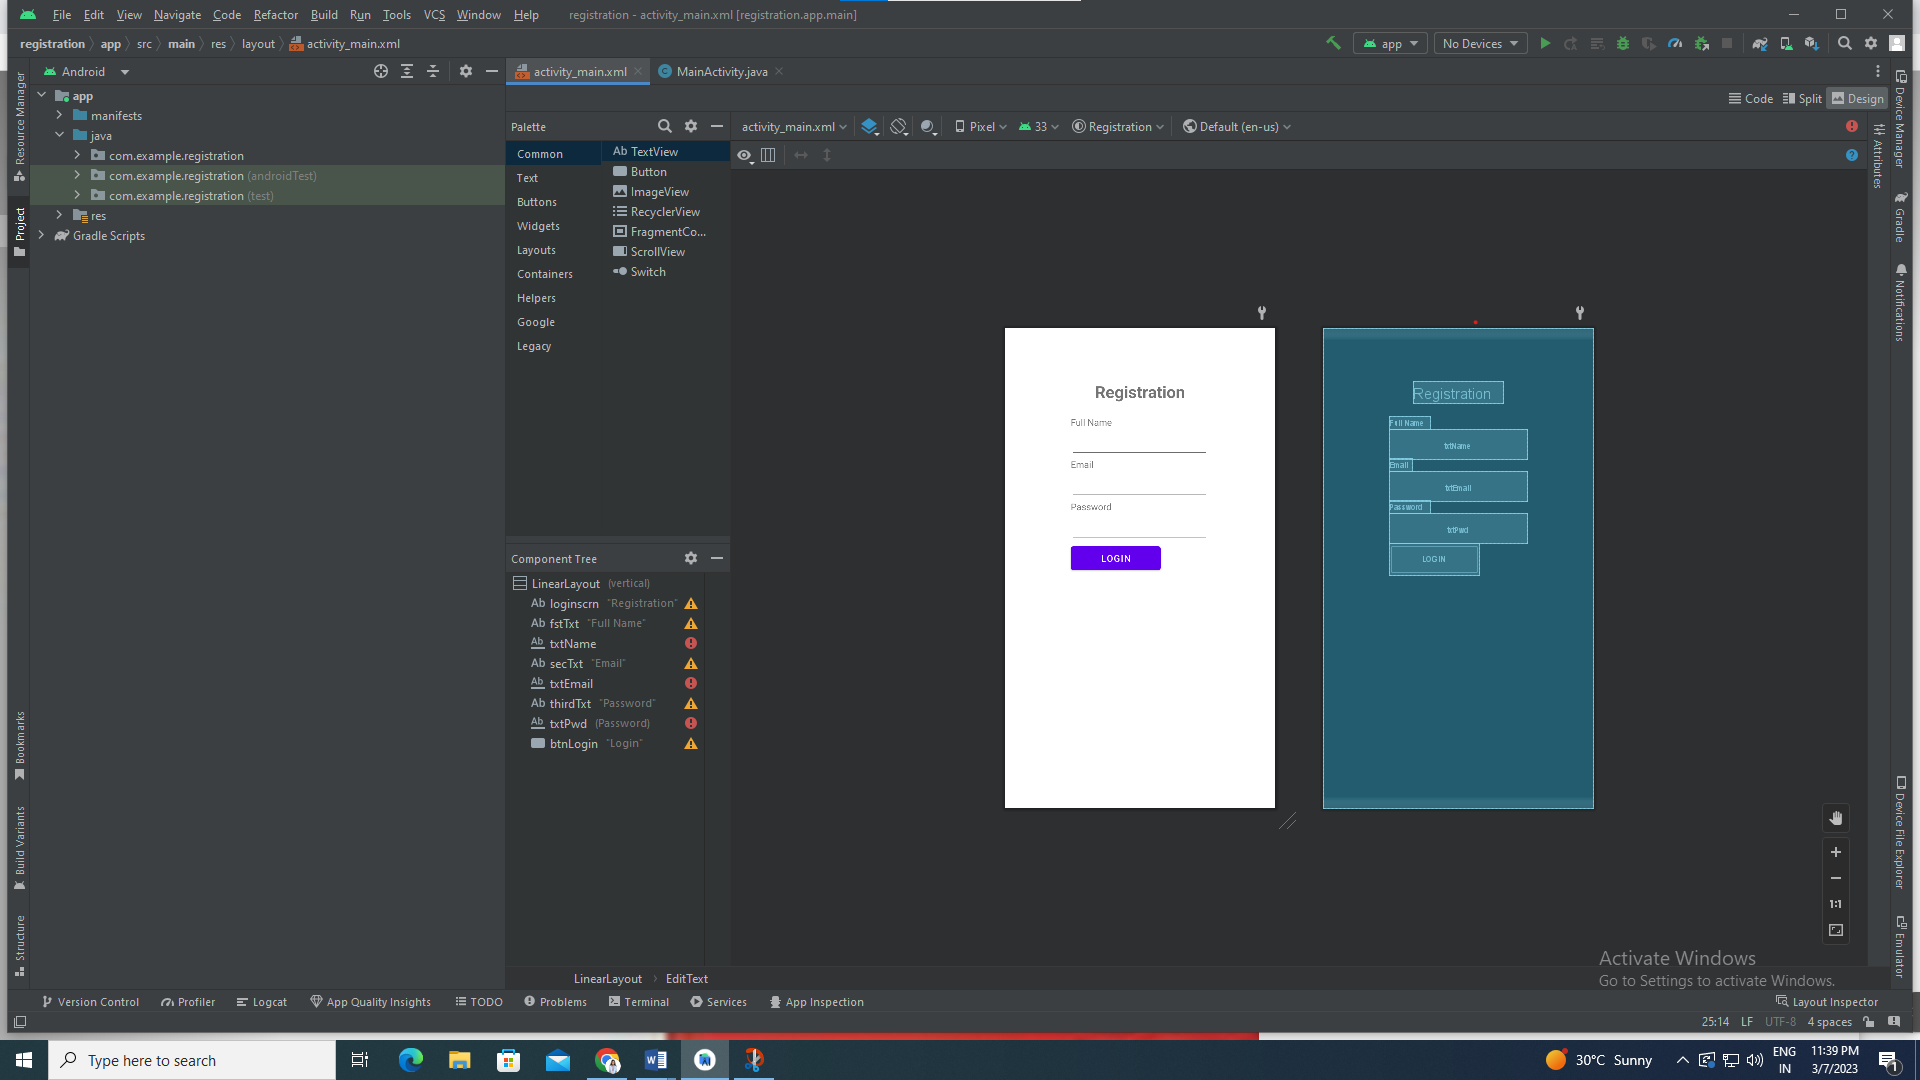 File Edit View Navigate Code Refactor Build Run Tools VCS Window Help registration - activity_main.xml [registration.app.main]
registration app src main res layout activity_main.xml app No Devices
Android activity_main.xml MainActivity.java
Code Split Design
Resource Manager
Project
Bookmarks
Build Variants
Structure
app
manifests
java
com.example.registration
com.example.registration (androidTest)
com.example.registration (test)
res
Gradle Scripts
Palette
Common
Text
Buttons
Widgets
Layouts
Containers
Helpers
Google
Legacy
Ab TextView
Button
ImageView
RecyclerView
FragmentCo...
ScrollView
Switch
activity_main.xml Pixel 33 Registration Default (en-us)
Component Tree
LinearLayout (vertical)
Ab loginscrn "Registration"
Ab fstTxt "Full Name"
Ab txtName
Ab secTxt "Email"
Ab txtEmail
Ab thirdTxt "Password"
Ab txtPwd (Password)
btnLogin "Login"
Registration
Full Name
Email
Password
LOGIN
Registration
Full Name
txtName
Email
txtEmail
Password
txtPwd
LOGIN
1:1
Attributes
Device Manager
Gradle
Notifications
Device File Explorer
Emulator
Activate Windows
Go to Settings to activate Windows.
LinearLayout EditText
Version Control Profiler Logcat App Quality Insights TODO Problems Terminal Services App Inspection Layout Inspector
25:14 LF UTF-8 4 spaces
Type here to search
30°C Sunny
ENG
IN
11:39 PM
3/7/2023
1